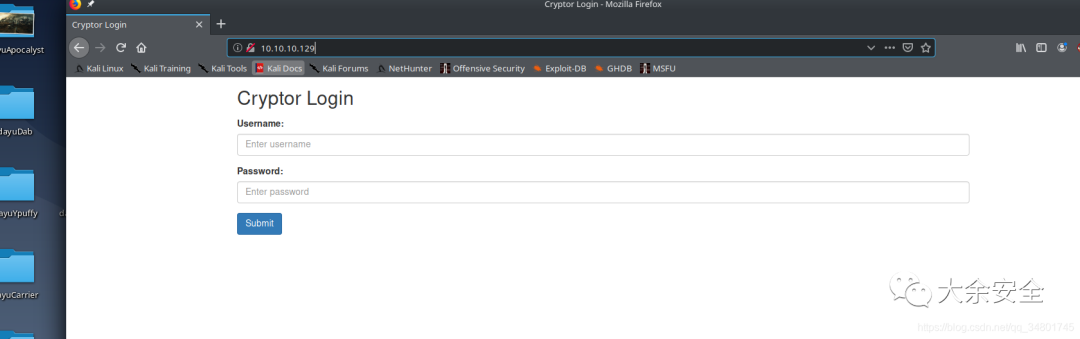 Cryptor Login - Mozilla Firefox
Cryptor Login
10.10.10.129
Kali Linux Kali Training Kali Tools Kali Docs Kali Forums NetHunter Offensive Security Exploit-DB GHDB MSFU
Cryptor Login
Username:
Enter username
Password:
Enter password
Submit
yuApocalyst
dayuDab
ayuYpuffy
ayuCarrier
大余安全
https://blog.csdn.net/qq_34801745